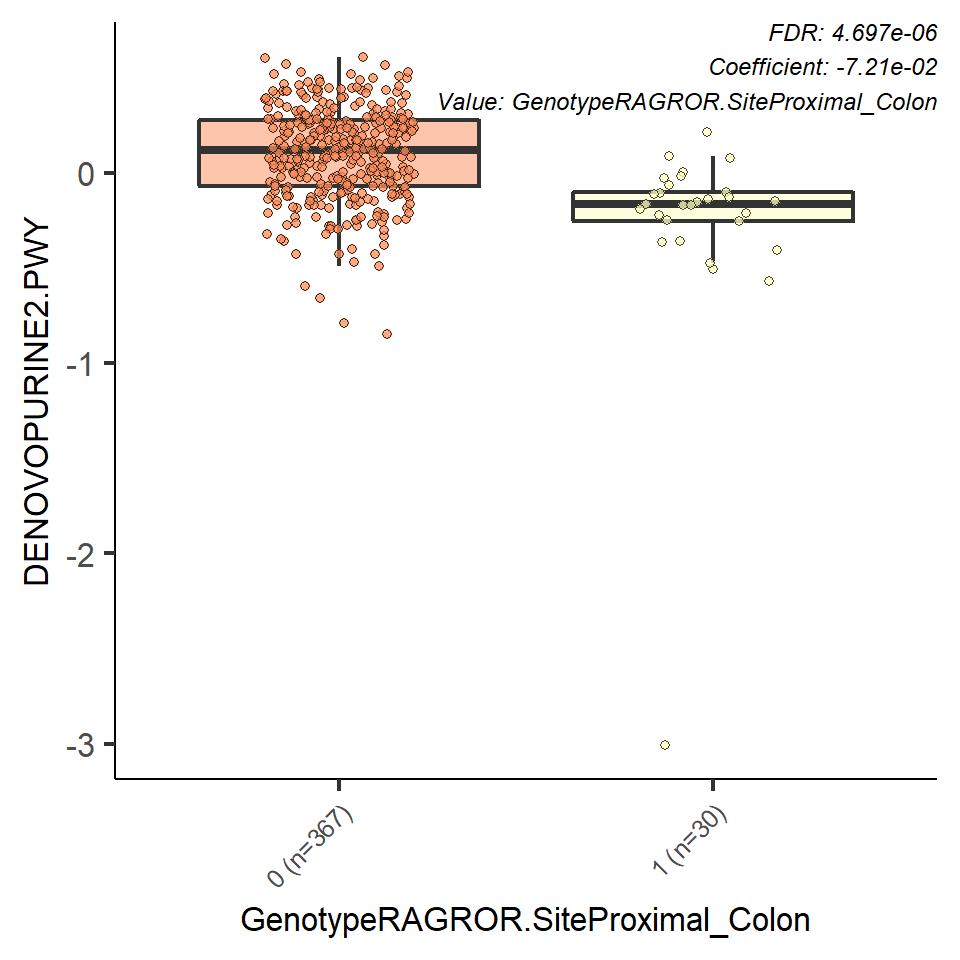 FDR: 4.697e-06
Coefficient: -7.21e-02
Value: GenotypeRAGROR.SiteProximal_Colon
DENOVOPURINE2.PWY
0
-1
-2
-3
0 (n=367)
1 (n=30)
GenotypeRAGROR.SiteProximal_Colon